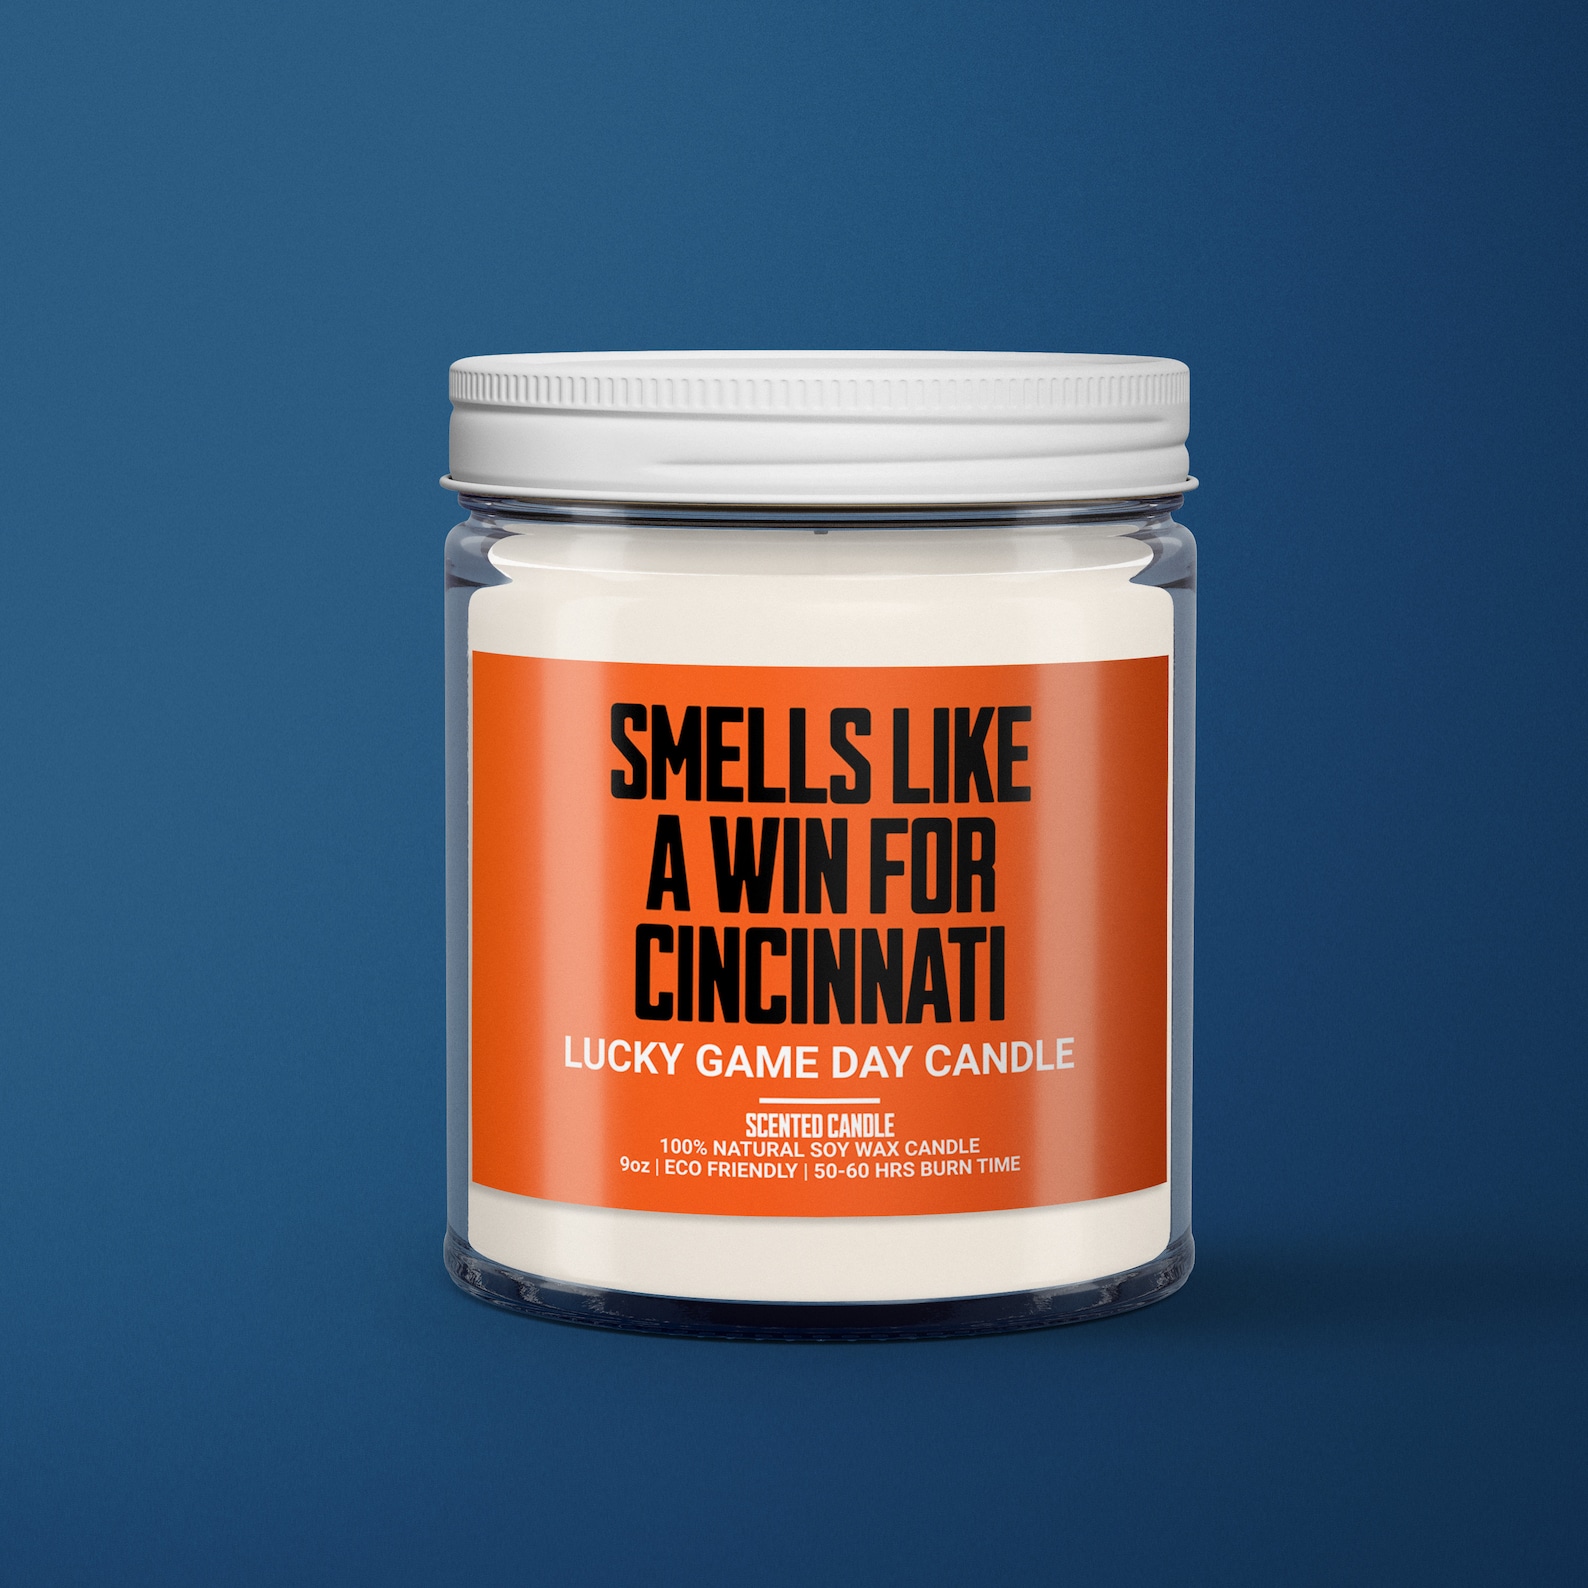 SMELLS LIKE
A WIN FOR
CINCINNATI
LUCKY GAME DAY CANDLE
SCENTED CANDLE
100% NATURAL SOY WAX CANDLE
9oz | ECO FRIENDLY | 50-60 HRS BURN TIME